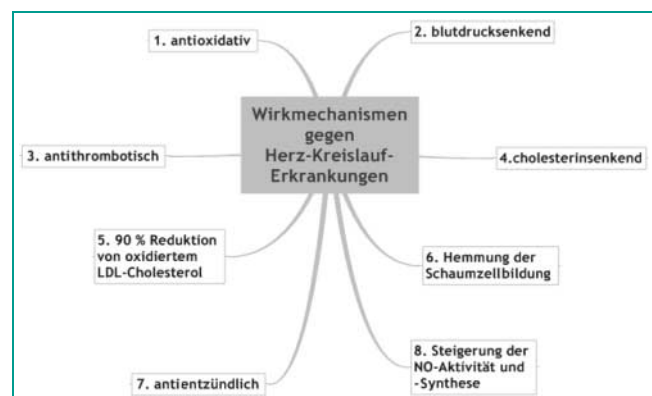 1. antioxidativ
2. blutdrucksenkend
Wirkmechanismen
gegen
Herz-Kreislauf-
Erkrankungen
3. antithrombotisch
4.cholesterinsenkend
5. 90 % Reduktion
von oxidiertem
LDL-Cholesterol
6. Hemmung der
Schaumzellbildung
7. antientzündlich
8. Steigerung der
NO-Aktivität und
-Synthese